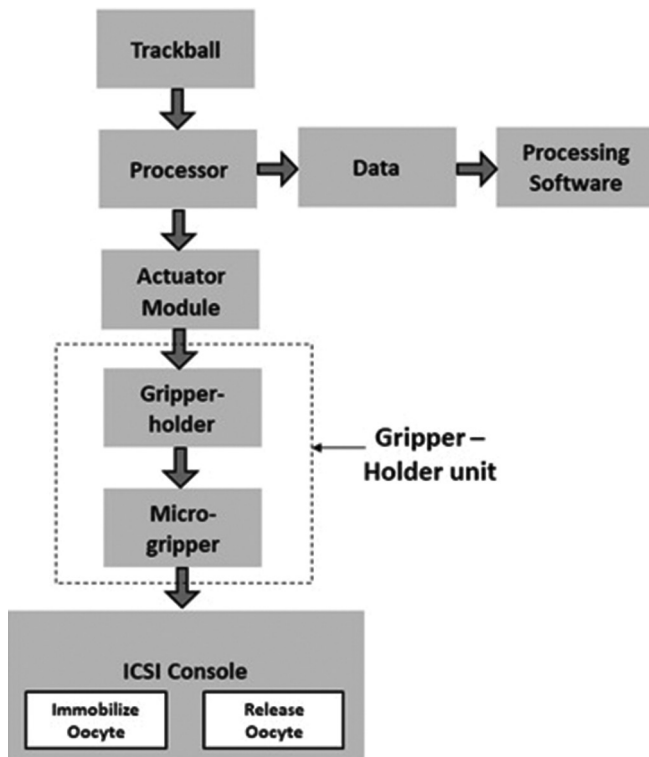 Trackball
Processor
Data
Processing
Software
Actuator
Module
Gripper-
holder
Gripper –
Holder unit
Micro-
gripper
ICSI Console
Immobilize
Oocyte
Release
Oocyte